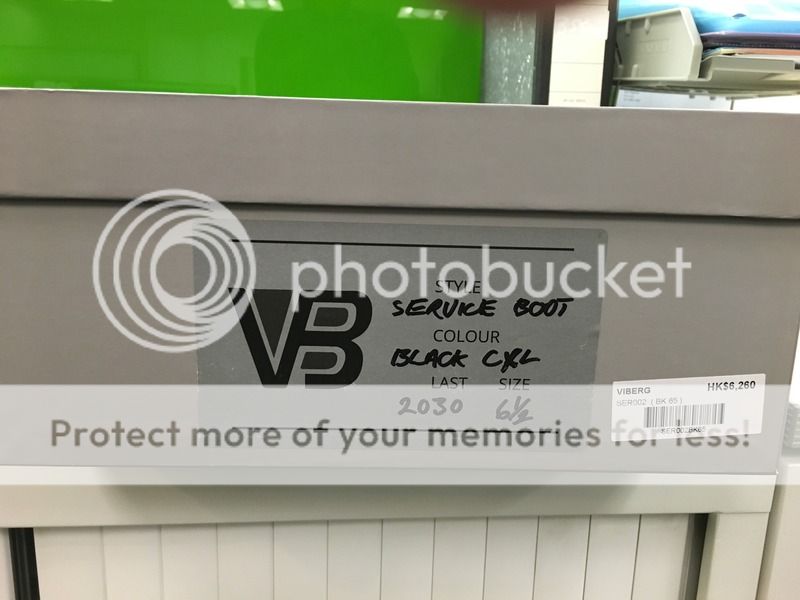 photobucket
STYLE
SERVICE BOOT
VB
COLOUR
BLACK CXL
LAST SIZE
2030 6½
VIBERG HK$6,260
SER002 ( BK 65 )
SER002BK65
Protect more of your memories for less!